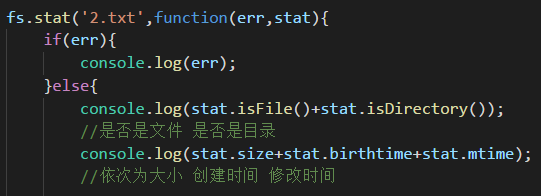 fs.stat('2.txt',function(err,stat){
    if(err){
        console.log(err);
    }else{
        console.log(stat.isFile()+stat.isDirectory());
        //是否是文件 是否是目录
        console.log(stat.size+stat.birthtime+stat.mtime);
        //依次为大小 创建时间 修改时间